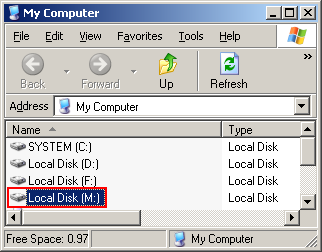 My Computer
File Edit View Favorites Tools Help
Back Forward Up Refresh
Address My Computer
Name Type
SYSTEM (C:) Local Disk
Local Disk (D:) Local Disk
Local Disk (F:) Local Disk
Local Disk (M:) Local Disk
Free Space: 0.97 My Computer